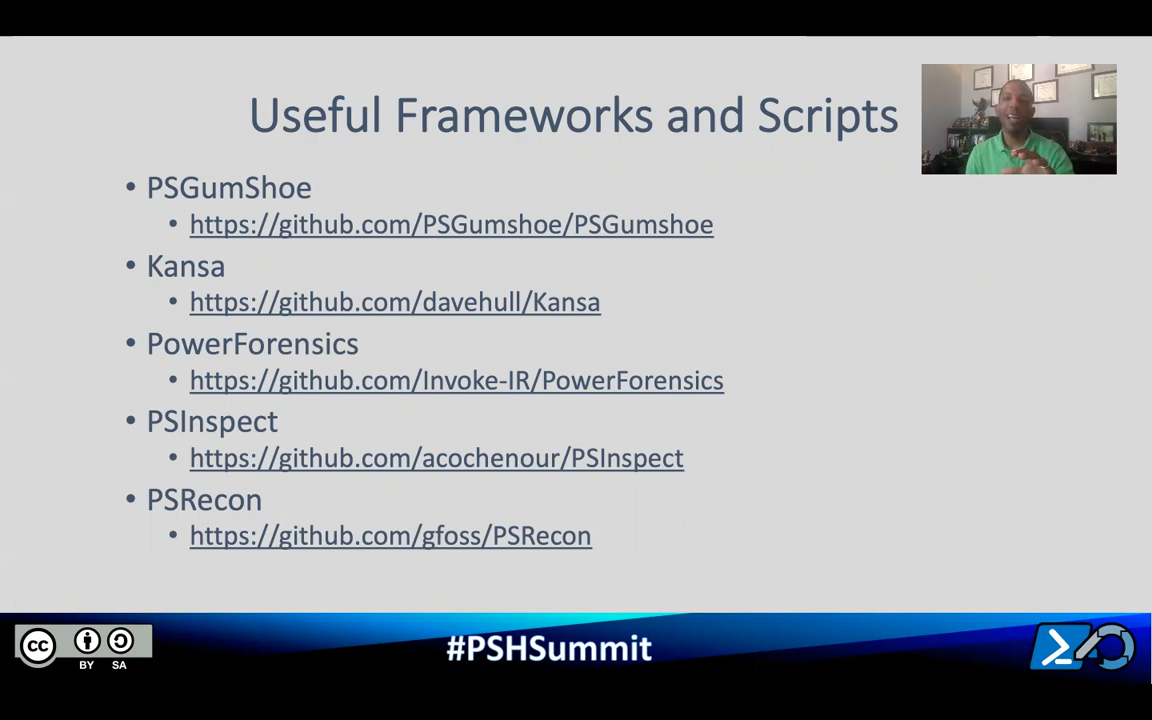 Useful Frameworks and Scripts
• PSGumShoe
• https://github.com/PSGumshoe/PSGumshoe
• Kansa
• https://github.com/davehull/Kansa
• PowerForensics
• https://github.com/Invoke-IR/PowerForensics
• PSInspect
• https://github.com/acochenour/PSInspect
• PSRecon
• https://github.com/gfoss/PSRecon
cc BY SA
#PSHSummit